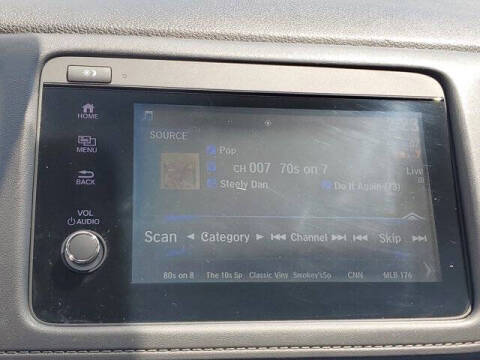 HOME
MENU
BACK
VOL
AUDIO
SOURCE
Pop
CH 007 70s on 7
Steely Dan
Do It Again (73)
Live
Scan Category Channel Skip
80s on 8 The 10s Sp Classic Vinyl Smokey'sSo CNN MLB 176